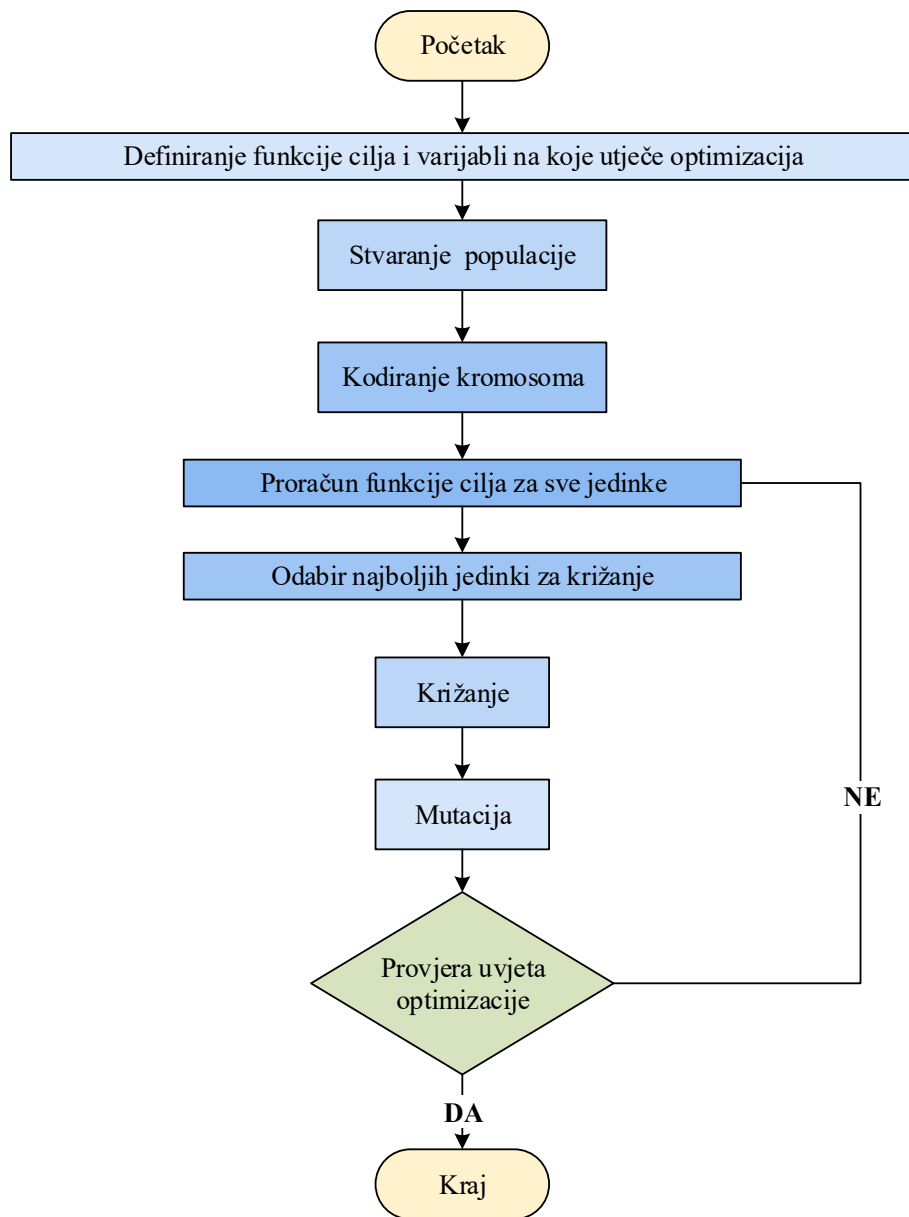 Početak
Definiranje funkcije cilja i varijabli na koje utječe optimizacija
Stvaranje  populacije
Kodiranje kromosoma
Proračun funkcije cilja za sve jedinke
Odabir najboljih jedinki za križanje
Križanje
Mutacija
NE
Provjera uvjeta
optimizacije
DA
Kraj